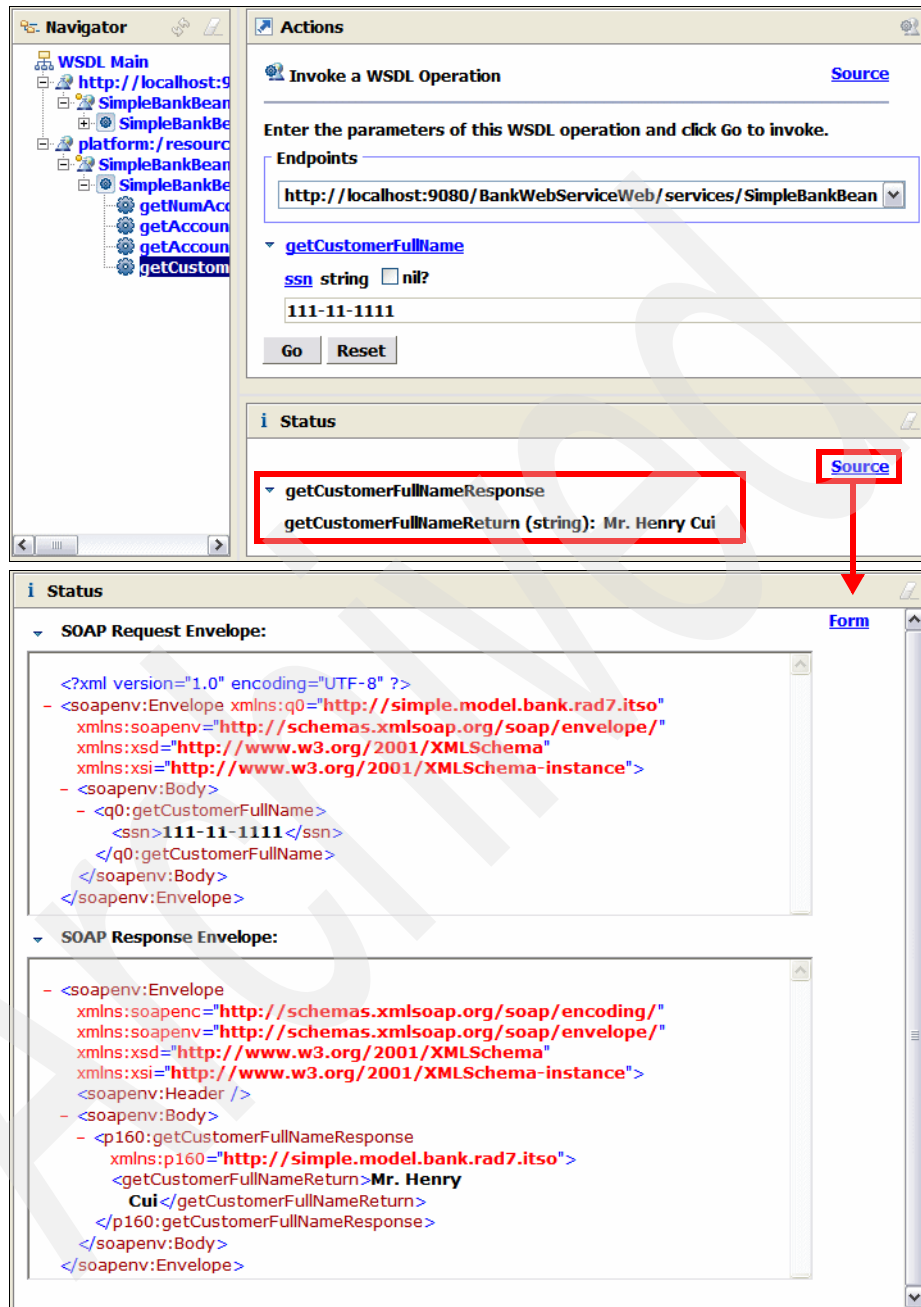 Navigator
WSDL Main
http://localhost:9
SimpleBankBean
SimpleBankBe
platform:/resourc
SimpleBankBean
SimpleBankBe
getNumAcc
getAccoun
getAccoun
getCustom
Actions
Invoke a WSDL Operation
Source
Enter the parameters of this WSDL operation and click Go to invoke.
Endpoints
http://localhost:9080/BankWebServiceWeb/services/SimpleBankBean
getCustomerFullName
ssn string nil?
111-11-1111
Go Reset
i Status
Source
getCustomerFullNameResponse
getCustomerFullNameReturn (string): Mr. Henry Cui
i Status
Form
SOAP Request Envelope:
<?xml version="1.0" encoding="UTF-8" ?>
- <soapenv:Envelope xmlns:q0="http://simple.model.bank.rad7.itso"
xmlns:soapenv="http://schemas.xmlsoap.org/soap/envelope/"
xmlns:xsd="http://www.w3.org/2001/XMLSchema"
xmlns:xsi="http://www.w3.org/2001/XMLSchema-instance">
- <soapenv:Body>
- <q0:getCustomerFullName>
<ssn>111-11-1111</ssn>
</q0:getCustomerFullName>
</soapenv:Body>
</soapenv:Envelope>
SOAP Response Envelope:
- <soapenv:Envelope
xmlns:soapenc="http://schemas.xmlsoap.org/soap/encoding/"
xmlns:soapenv="http://schemas.xmlsoap.org/soap/envelope/"
xmlns:xsd="http://www.w3.org/2001/XMLSchema"
xmlns:xsi="http://www.w3.org/2001/XMLSchema-instance">
<soapenv:Header />
- <soapenv:Body>
- <p160:getCustomerFullNameResponse
xmlns:p160="http://simple.model.bank.rad7.itso">
<getCustomerFullNameReturn>Mr. Henry
Cui</getCustomerFullNameReturn>
</p160:getCustomerFullNameResponse>
</soapenv:Body>
</soapenv:Envelope>
Archived